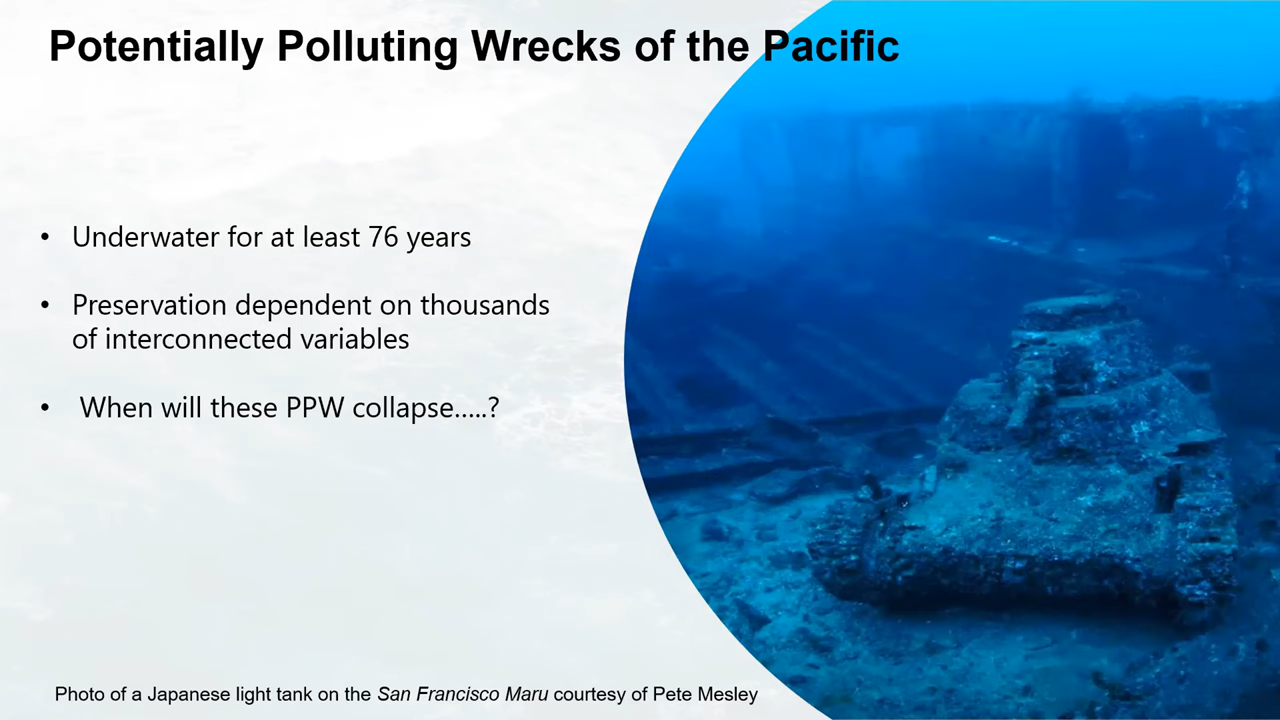 Potentially Polluting Wrecks of the Pacific
• Underwater for at least 76 years
• Preservation dependent on thousands
of interconnected variables
• When will these PPW collapse.....?
Photo of a Japanese light tank on the San Francisco Maru courtesy of Pete Mesley